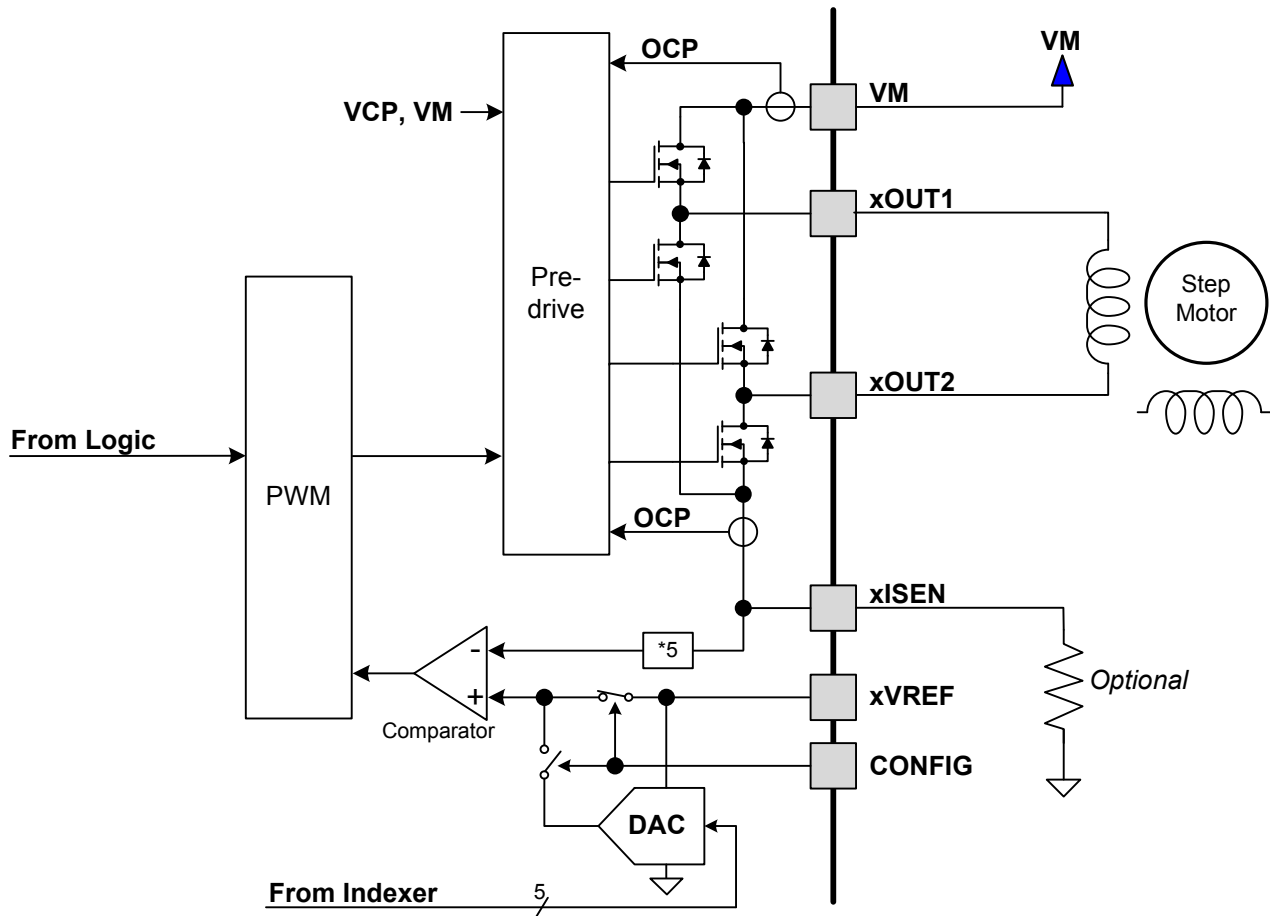 OCP
VM
VM
VCP, VM
xOUT1
Pre-
drive
Step
Motor
xOUT2
From Logic
PWM
OCP
xISEN
*5
-
+
Comparator
xVREF
Optional
CONFIG
DAC
From Indexer
5